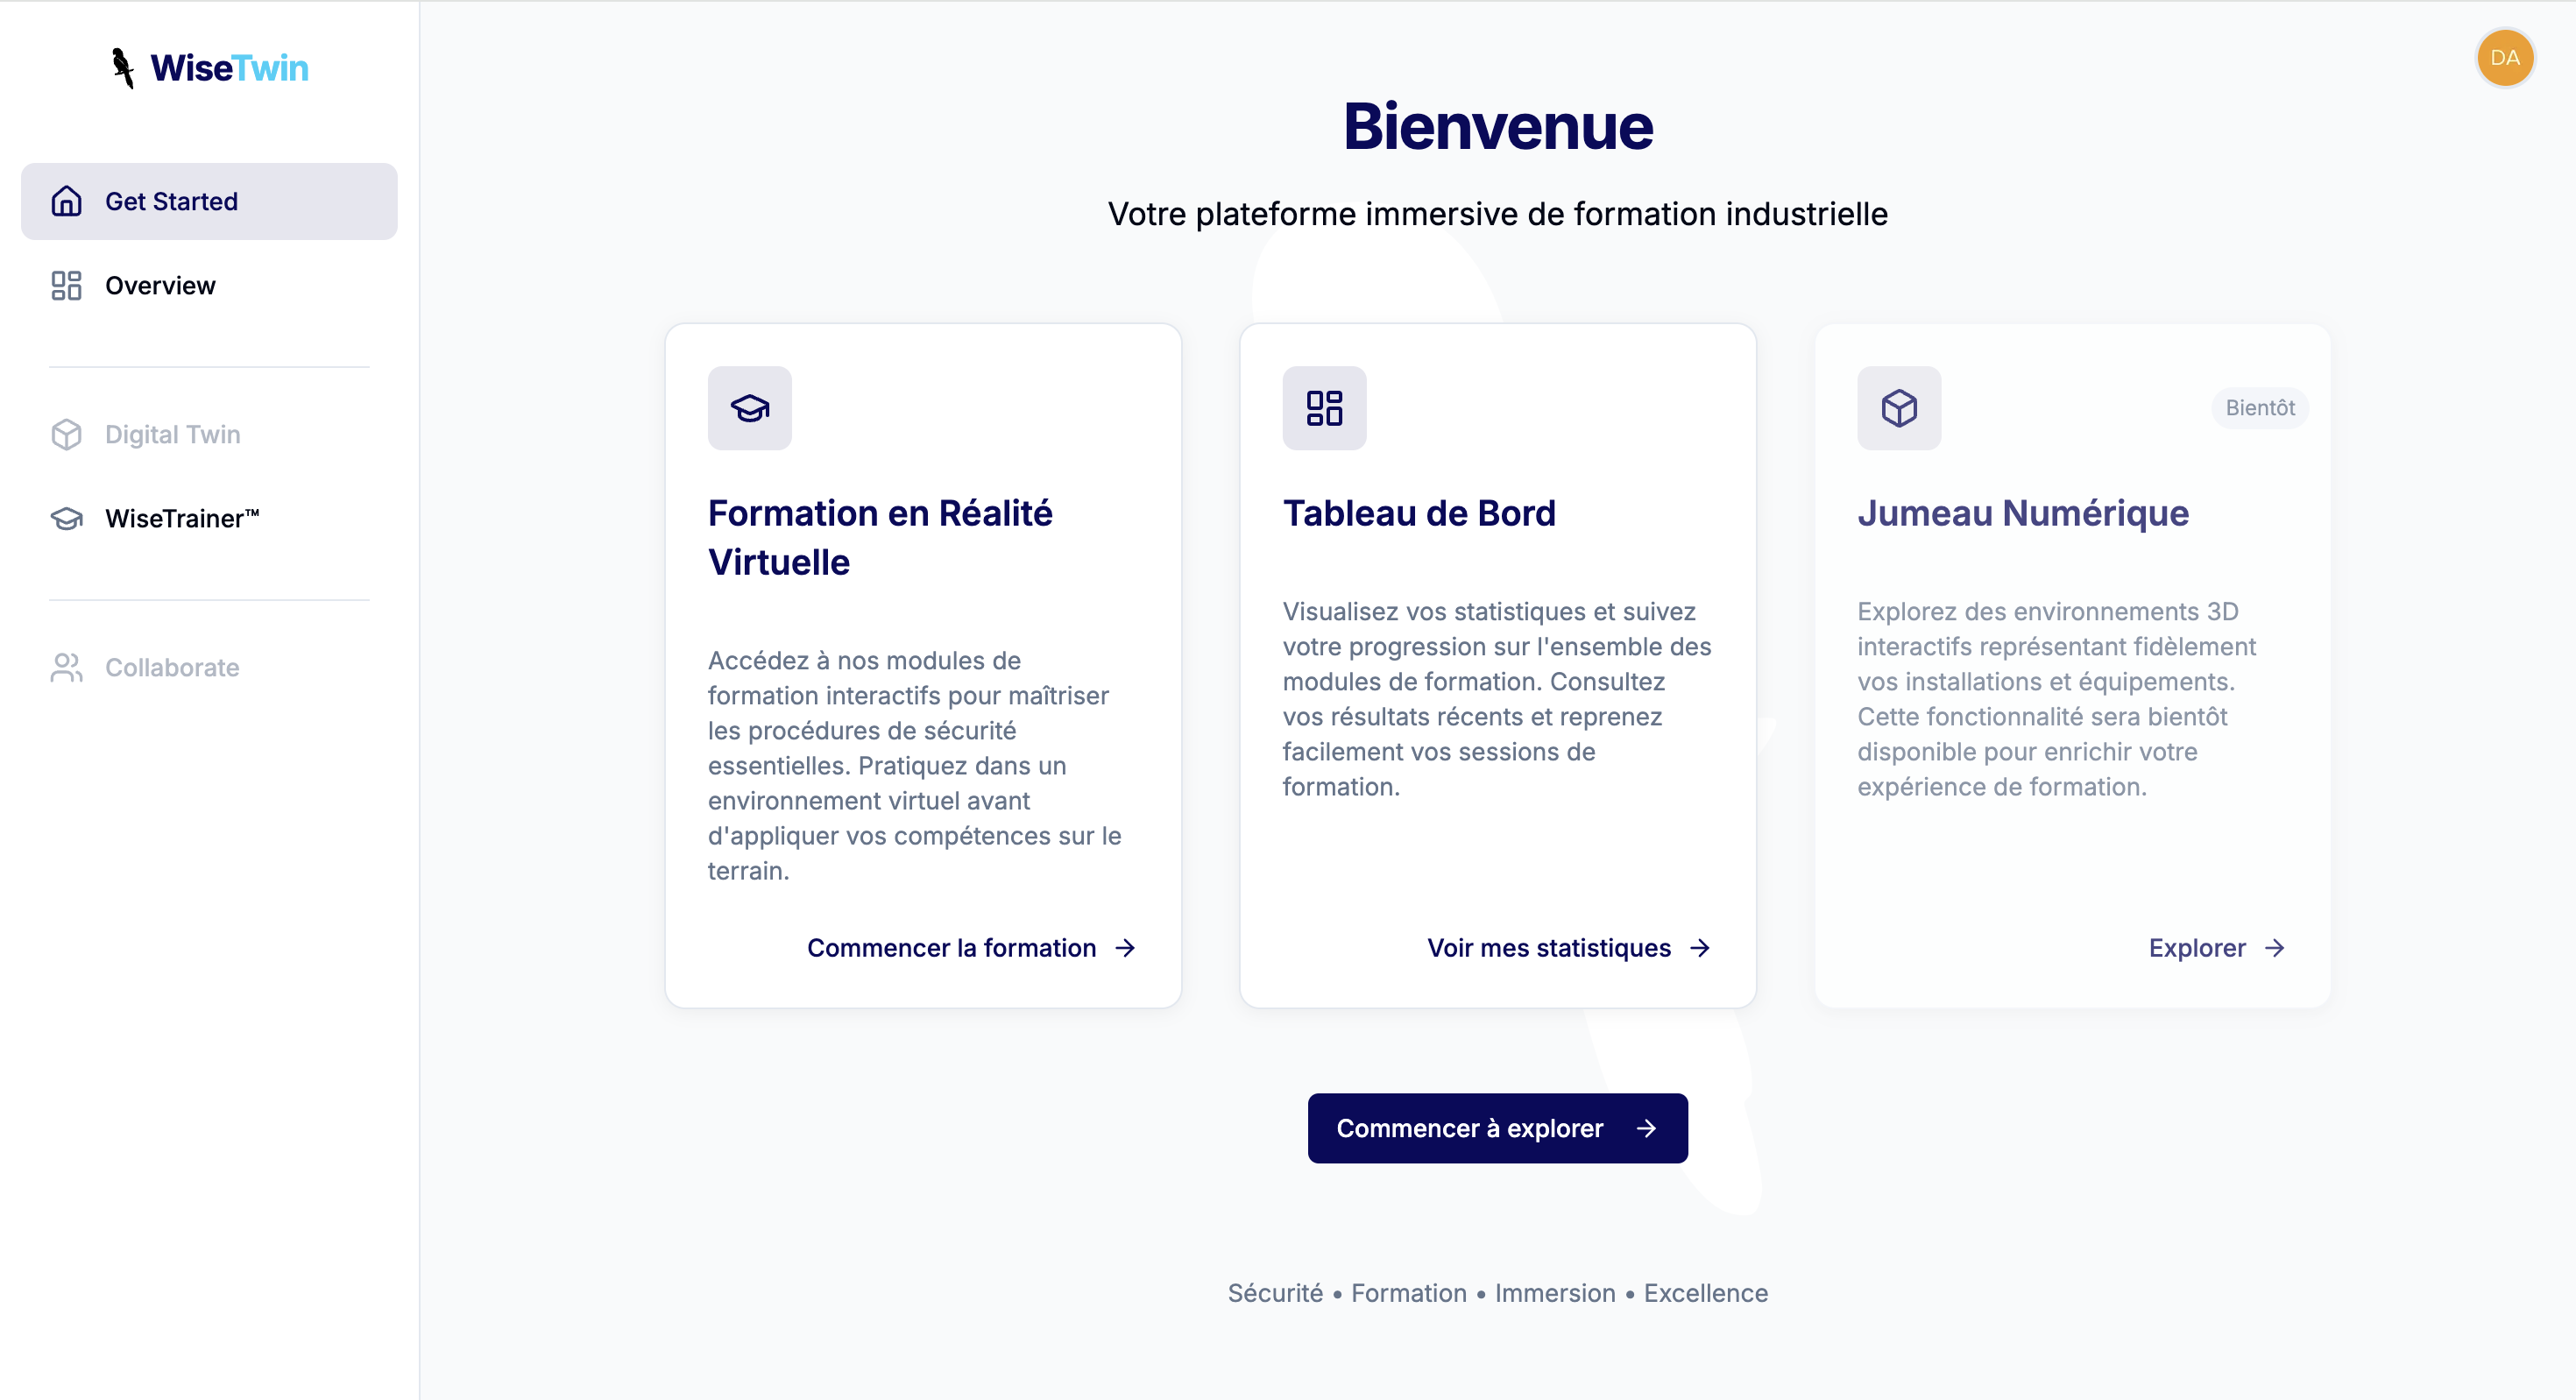 WiseTwin
DA
Get Started
Overview
Digital Twin
WiseTrainer™
Collaborate
Bienvenue
Votre plateforme immersive de formation industrielle
Formation en Réalité
Virtuelle
Accédez à nos modules de
formation interactifs pour maîtriser
les procédures de sécurité
essentielles. Pratiquez dans un
environnement virtuel avant
d'appliquer vos compétences sur le
terrain.
Commencer la formation
Tableau de Bord
Visualisez vos statistiques et suivez
votre progression sur l'ensemble des
modules de formation. Consultez
vos résultats récents et reprenez
facilement vos sessions de
formation.
Voir mes statistiques
Bientôt
Jumeau Numérique
Explorez des environnements 3D
interactifs représentant fidèlement
vos installations et équipements.
Cette fonctionnalité sera bientôt
disponible pour enrichir votre
expérience de formation.
Explorer
Commencer à explorer
Sécurité • Formation • Immersion • Excellence